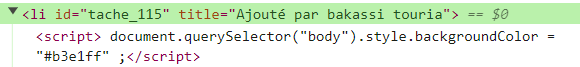 ▼<li id="tache_115" title="Ajouté par bakassi touria"> == $0
<script> document.querySelector("body").style.backgroundColor =
"#b3e1ff" ;</script>